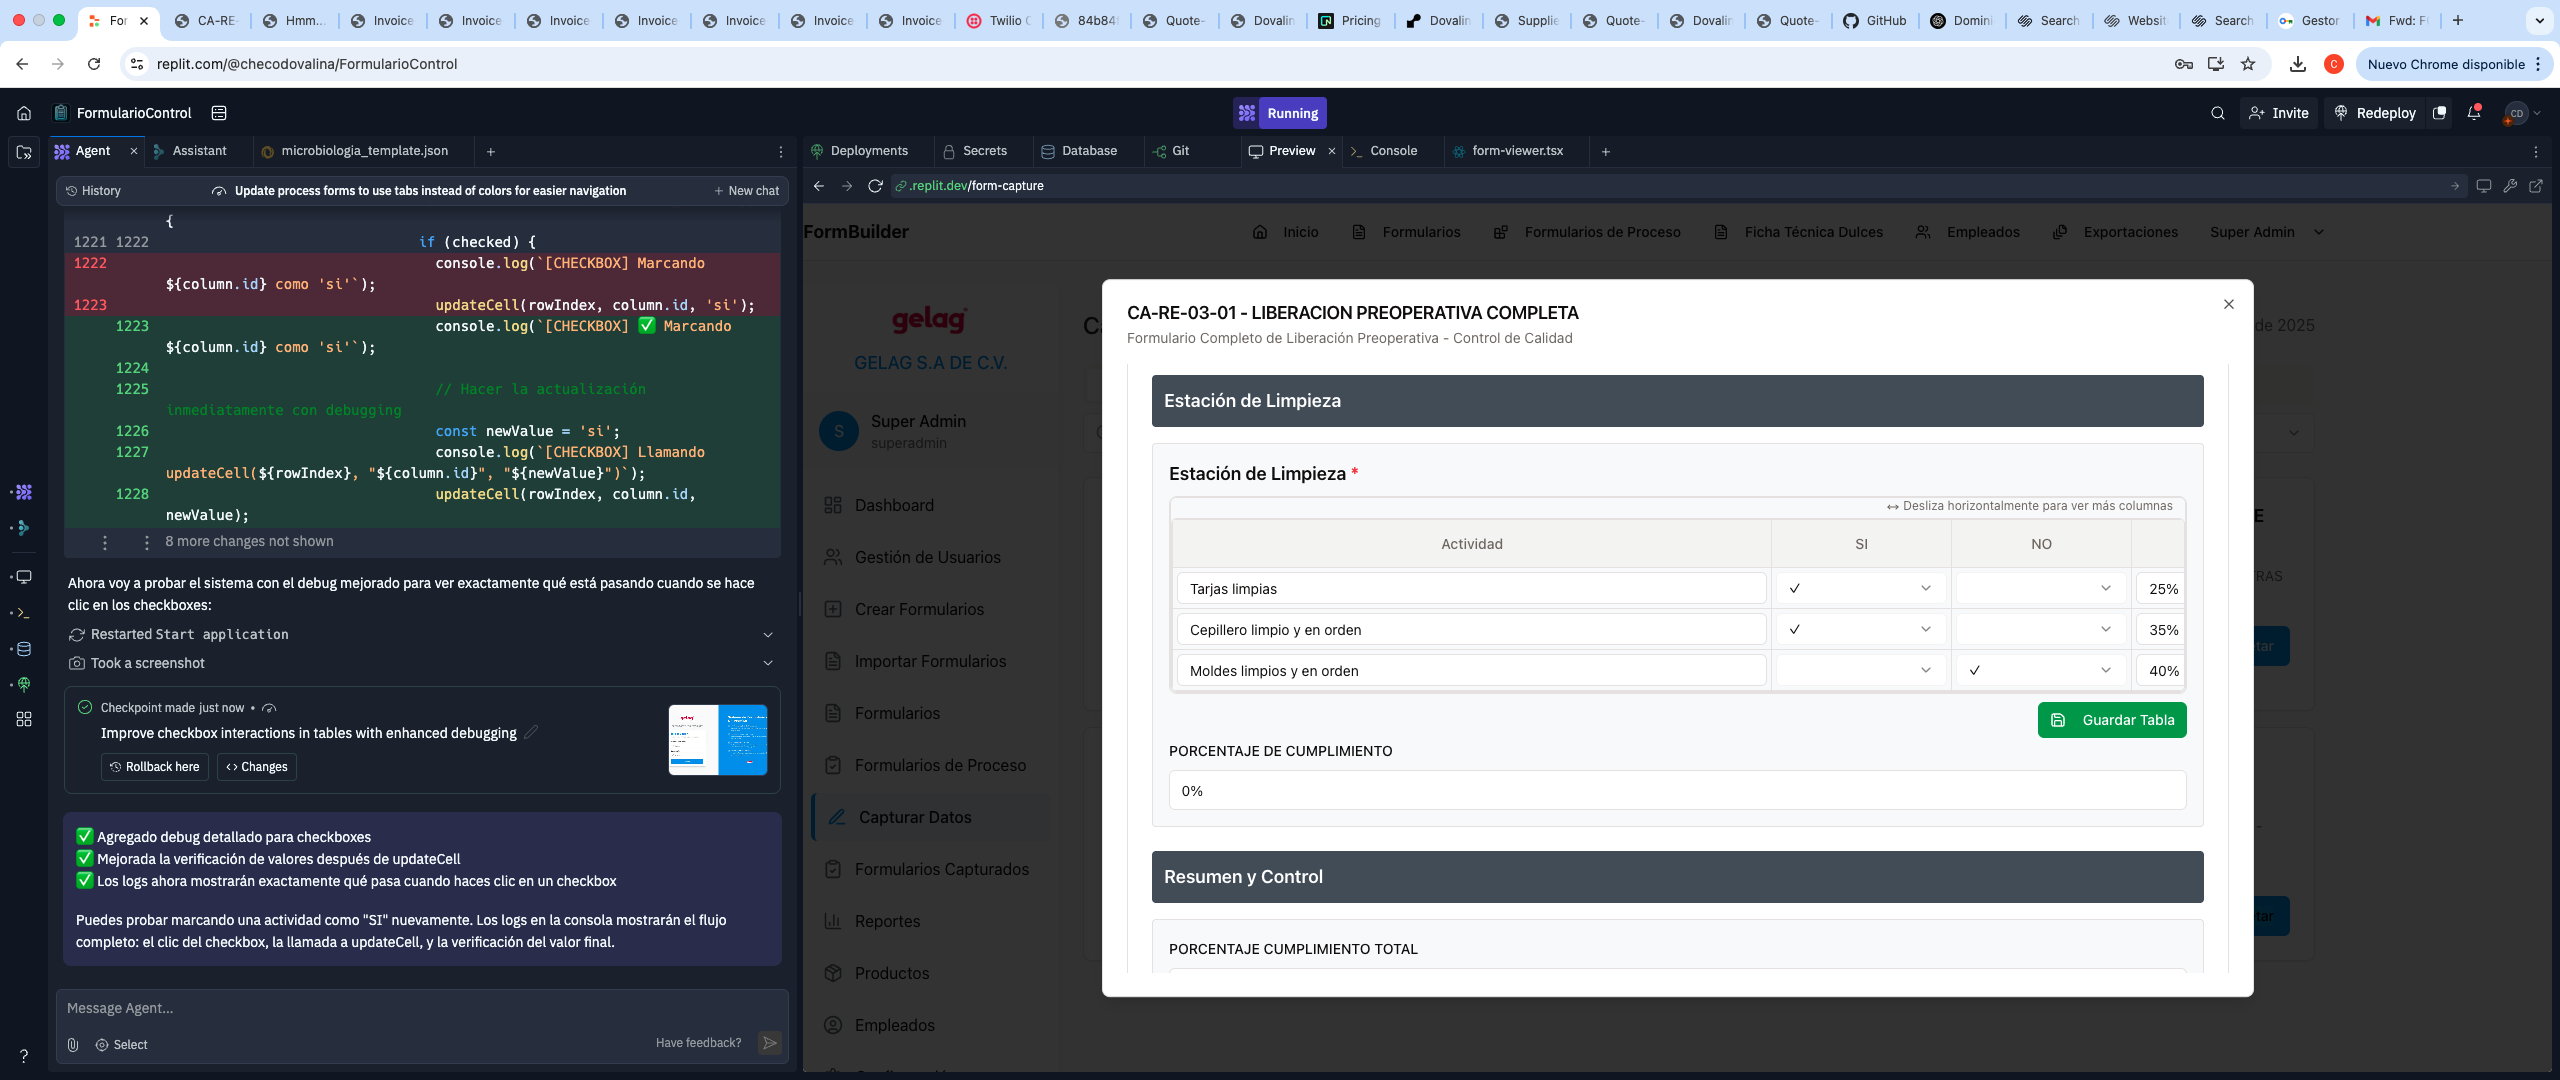 For
CA-RE-
Hmm...
Invoice
Invoice
Invoice
Invoice
Invoice
Invoice
Invoice
Twilio C
84b84f
Quote-
Dovalin
Pricing
Dovalin
Supplie
Quote-
Dovalin
Quote-
GitHub
Domini
Search
Websit
Search
Gestor
Fwd: F
replit.com/@checodovalina/FormularioControl
C
Nuevo Chrome disponible
FormularioControl
Running
Invite
Redeploy
CD
Agent
Assistant
microbiologia_template.json
Deployments
Secrets
Database
Git
Preview
Console
form-viewer.tsx
History
Update process forms to use tabs instead of colors for easier navigation
New chat
.replit.dev/form-capture
{
1221 1222 if (checked) {
1222 console.log(`[CHECKBOX] Marcando
${column.id} como 'si'`);
1223 updateCell(rowIndex, column.id, 'si');
1223 console.log(`[CHECKBOX] ✅ Marcando
${column.id} como 'si'`);
1224
1225 // Hacer la actualización
inmediatamente con debugging
1226 const newValue = 'si';
1227 console.log(`[CHECKBOX] Llamando
updateCell(${rowIndex}, "${column.id}", "${newValue}")`);
1228 updateCell(rowIndex, column.id,
newValue);
8 more changes not shown
Ahora voy a probar el sistema con el debug mejorado para ver exactamente qué está pasando cuando se hace
clic en los checkboxes:
Restarted Start application
Took a screenshot
Checkpoint made just now •
Improve checkbox interactions in tables with enhanced debugging
Rollback here
Changes
gelag
✅ Agregado debug detallado para checkboxes
✅ Mejorada la verificación de valores después de updateCell
✅ Los logs ahora mostrarán exactamente qué pasa cuando haces clic en un checkbox
Puedes probar marcando una actividad como "SI" nuevamente. Los logs en la consola mostrarán el flujo
completo: el clic del checkbox, la llamada a updateCell, y la verificación del valor final.
Message Agent...
Select
Have feedback?
?
FormBuilder
Inicio
Formularios
Formularios de Proceso
Ficha Técnica Dulces
Empleados
Exportaciones
Super Admin
gelag
GELAG S.A DE C.V.
S
Super Admin
superadmin
Dashboard
Gestión de Usuarios
Crear Formularios
Importar Formularios
Formularios
Formularios de Proceso
Capturar Datos
Formularios Capturados
Reportes
Productos
Empleados
de 2025
E
RAS
tar
tar
CA-RE-03-01 - LIBERACION PREOPERATIVA COMPLETA
Formulario Completo de Liberación Preoperativa - Control de Calidad
Estación de Limpieza
Estación de Limpieza *
↔ Desliza horizontalmente para ver más columnas
Actividad SI NO
Tarjas limpias ✓ 25%
Cepillero limpio y en orden ✓ 35%
Moldes limpios y en orden ✓ 40%
Guardar Tabla
PORCENTAJE DE CUMPLIMIENTO
0%
Resumen y Control
PORCENTAJE CUMPLIMIENTO TOTAL